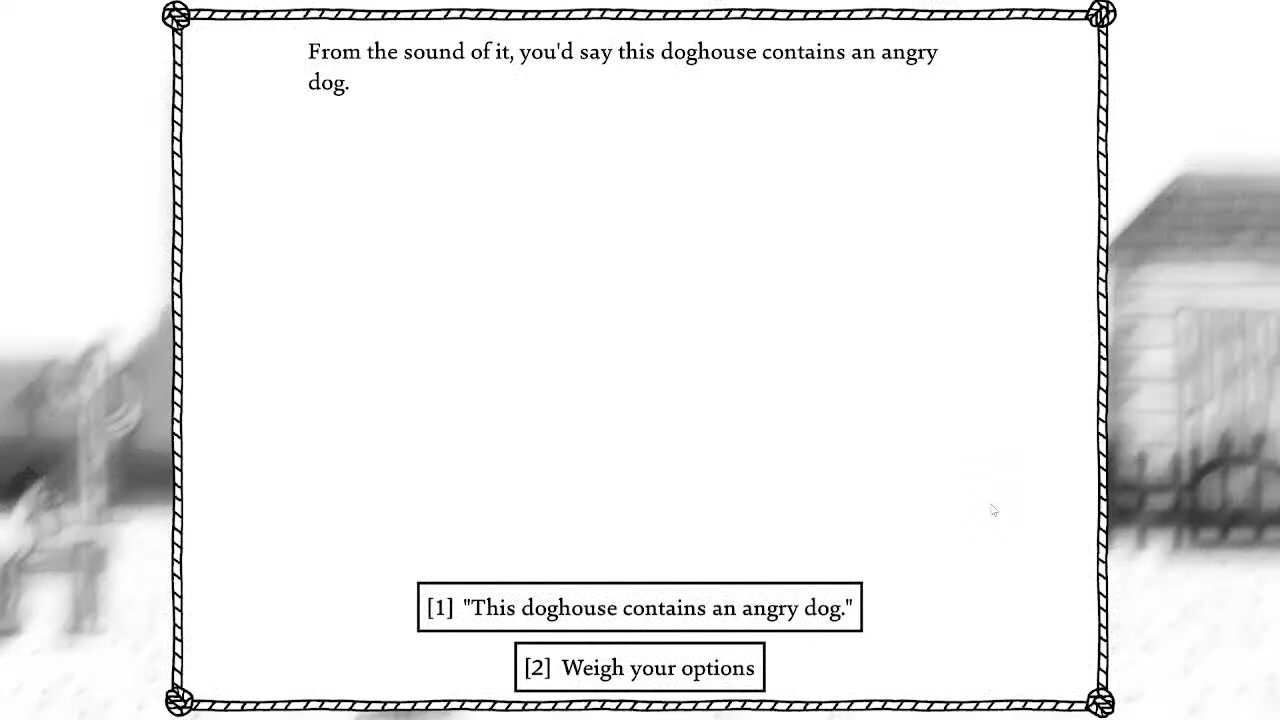 From the sound of it, you'd say this doghouse contains an angry
dog.
[1] "This doghouse contains an angry dog."
[2] Weigh your options